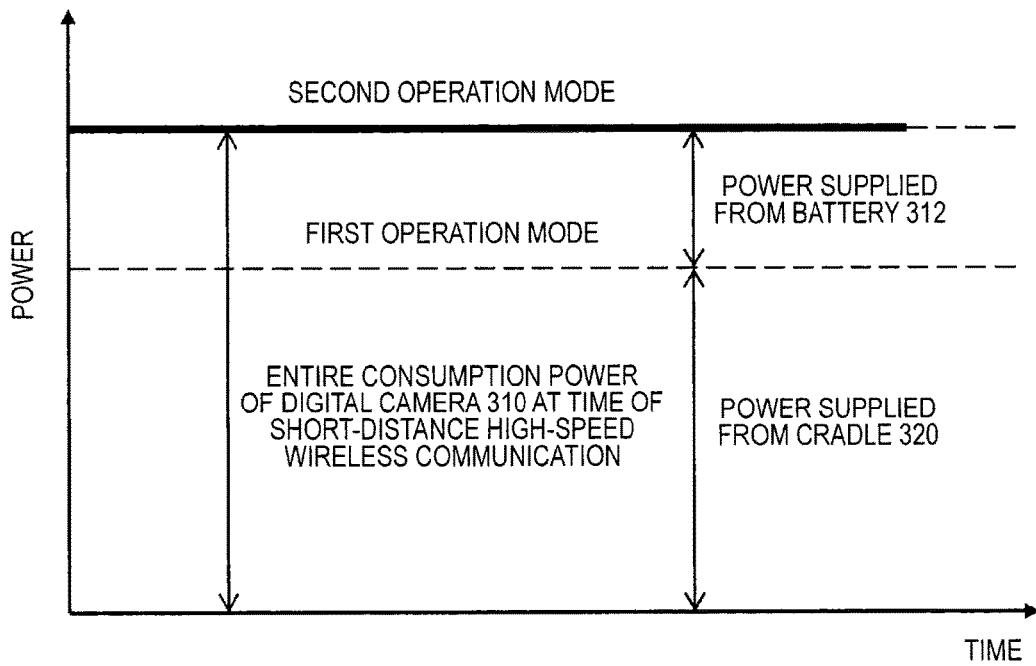 SECOND OPERATION MODE
POWER SUPPLIED
FROM BATTERY 312
FIRST OPERATION MODE
POWER
ENTIRE CONSUMPTION POWER
OF DIGITAL CAMERA 310 AT TIME OF
SHORT-DISTANCE HIGH-SPEED
WIRELESS COMMUNICATION
POWER SUPPLIED
FROM CRADLE 320
TIME